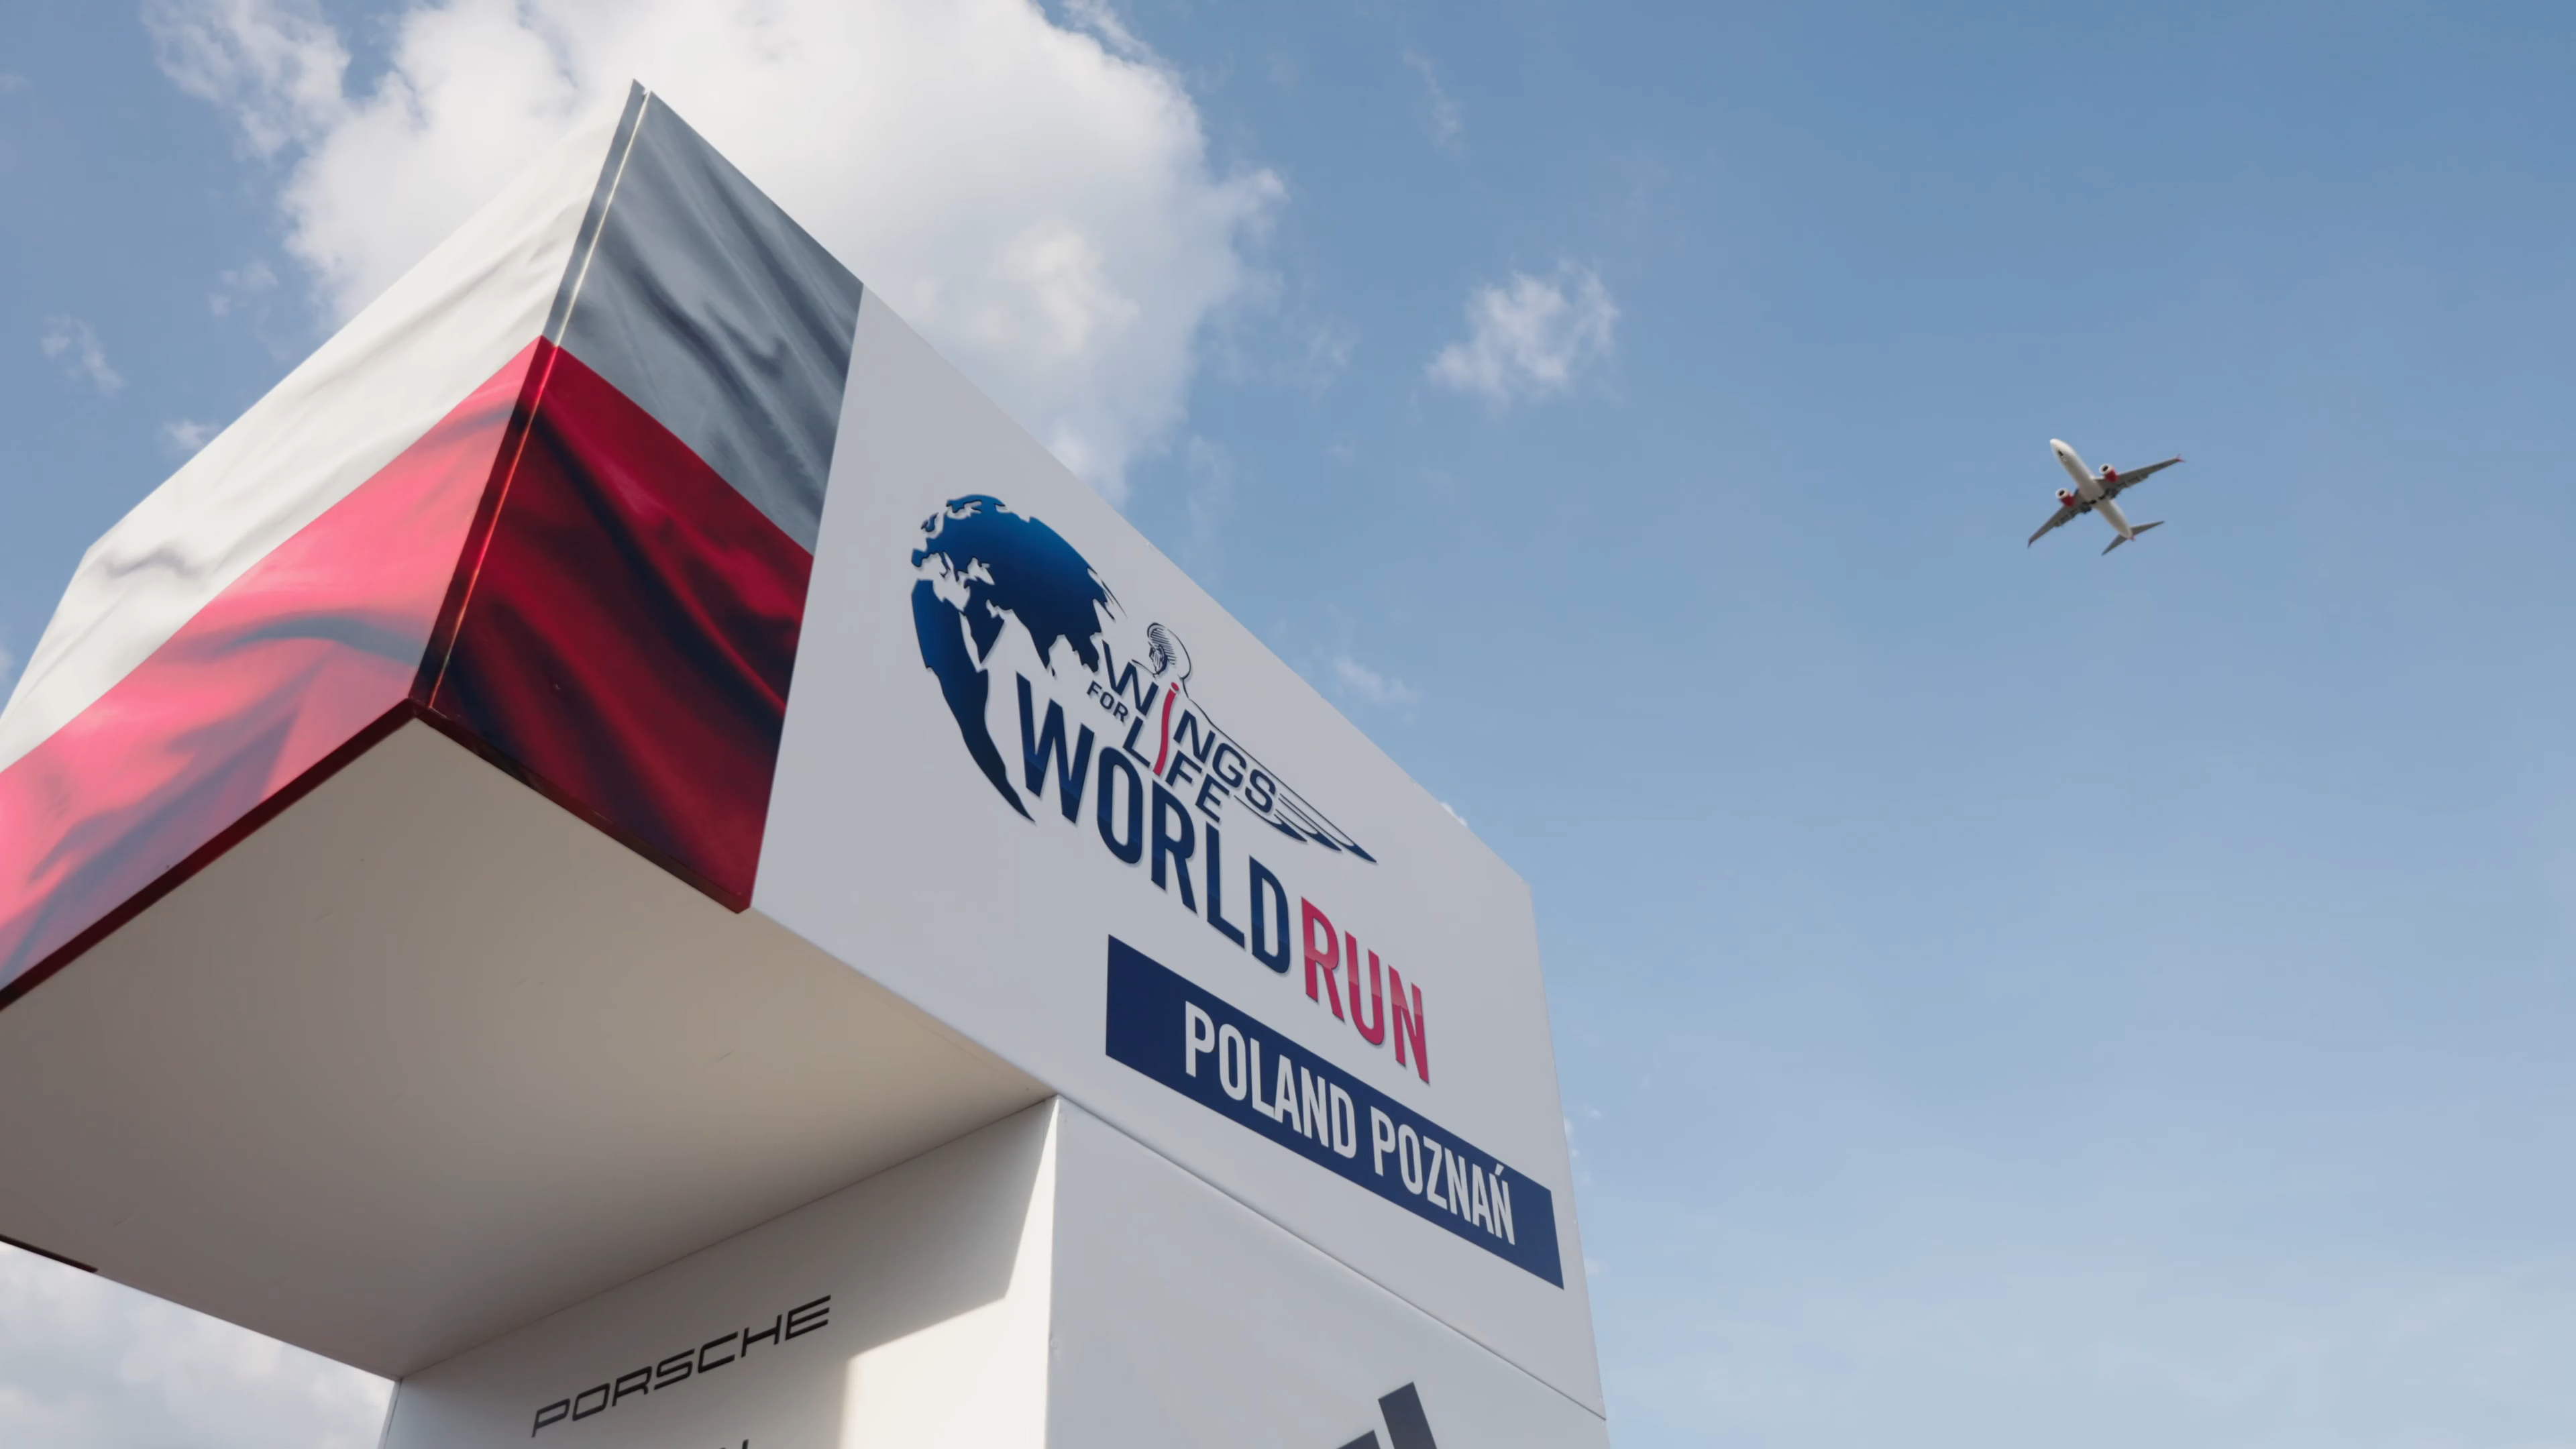 WINGS
FOR LIFE
WORLD RUN
POLAND POZNAŃ
PORSCHE